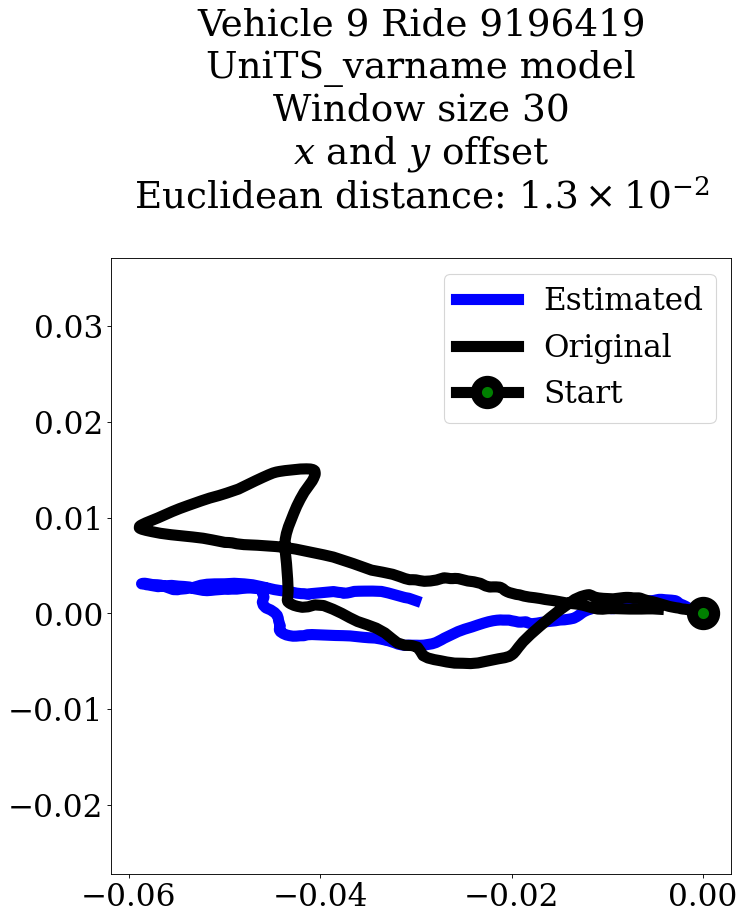 Vehicle 9 Ride 9196419
UniTS_varname model
Window size 30
x and y offset
Euclidean distance: 1.3 × 10⁻²
Estimated
Original
Start
0.03
0.02
0.01
0.00
−0.01
−0.02
−0.06 −0.04 −0.02 0.00